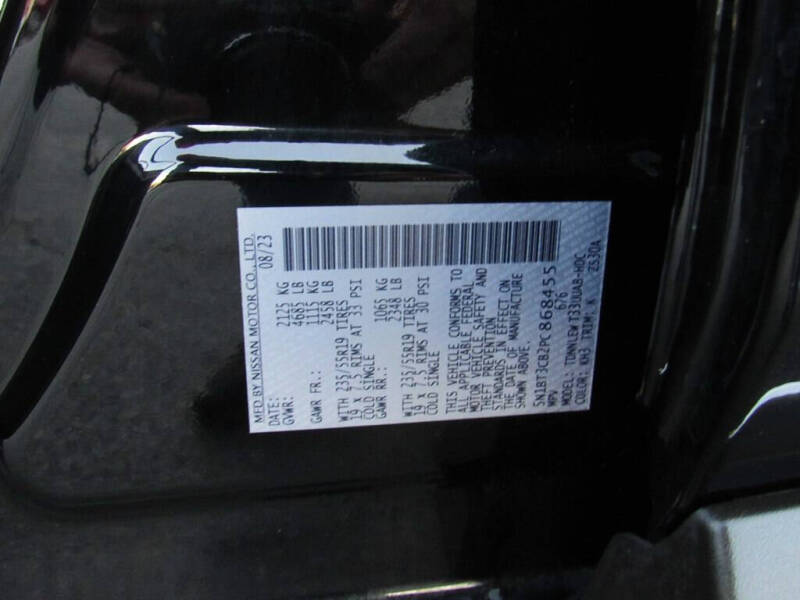 MFD BY NISSAN MOTOR CO., LTD.
DATE: 08/23
GVWR: 2125 KG
4685 LB
GAWR FR.: 1115 KG
2458 LB
WITH 235/55R19 TIRES
19 x 7.5 RIMS AT 33 PSI
COLD SINGLE
GAWR RR.: 1065 KG
2348 LB
WITH 235/55R19 TIRES
19 x 7.5 RIMS AT 30 PSI
COLD SINGLE
THIS VEHICLE CONFORMS TO
ALL APPLICABLE FEDERAL
MOTOR VEHICLE SAFETY AND
THEFT PREVENTION
STANDARDS IN EFFECT ON
THE DATE OF MANUFACTURE
SHOWN ABOVE.
5N1BT3CB2PC868455
MPV 676
MODEL:
COLOR: KH3 TRIM: K 2S30A